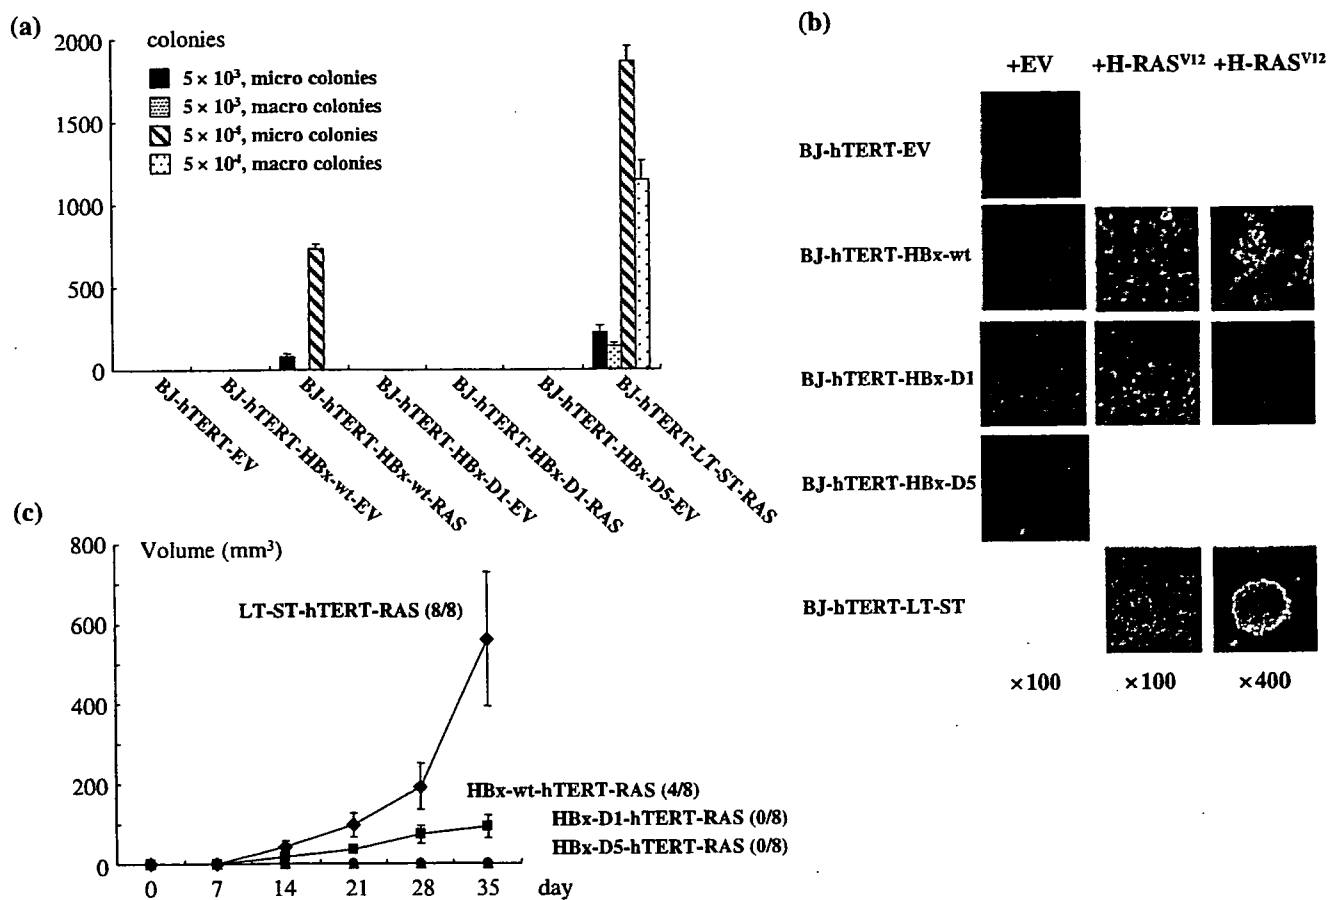 (a)
colonies
5 × 10³, micro colonies
5 × 10³, macro colonies
5 × 10⁴, micro colonies
5 × 10⁴, macro colonies
2000
1500
1000
500
0
BJ-hTERT-EV
BJ-hTERT-HBx-wt-EV
BJ-hTERT-HBx-wt-RAS
BJ-hTERT-HBx-D1-EV
BJ-hTERT-HBx-D1-RAS
BJ-hTERT-HBx-D5-EV
BJ-hTERT-LT-ST-RAS
(b)
+EV +H-RASⱽ¹² +H-RASⱽ¹²
BJ-hTERT-EV
BJ-hTERT-HBx-wt
BJ-hTERT-HBx-D1
BJ-hTERT-HBx-D5
BJ-hTERT-LT-ST
×100 ×100 ×400
(c)
Volume (mm³)
800
600
400
200
0
LT-ST-hTERT-RAS (8/8)
HBx-wt-hTERT-RAS (4/8)
HBx-D1-hTERT-RAS (0/8)
HBx-D5-hTERT-RAS (0/8)
0 7 14 21 28 35 day